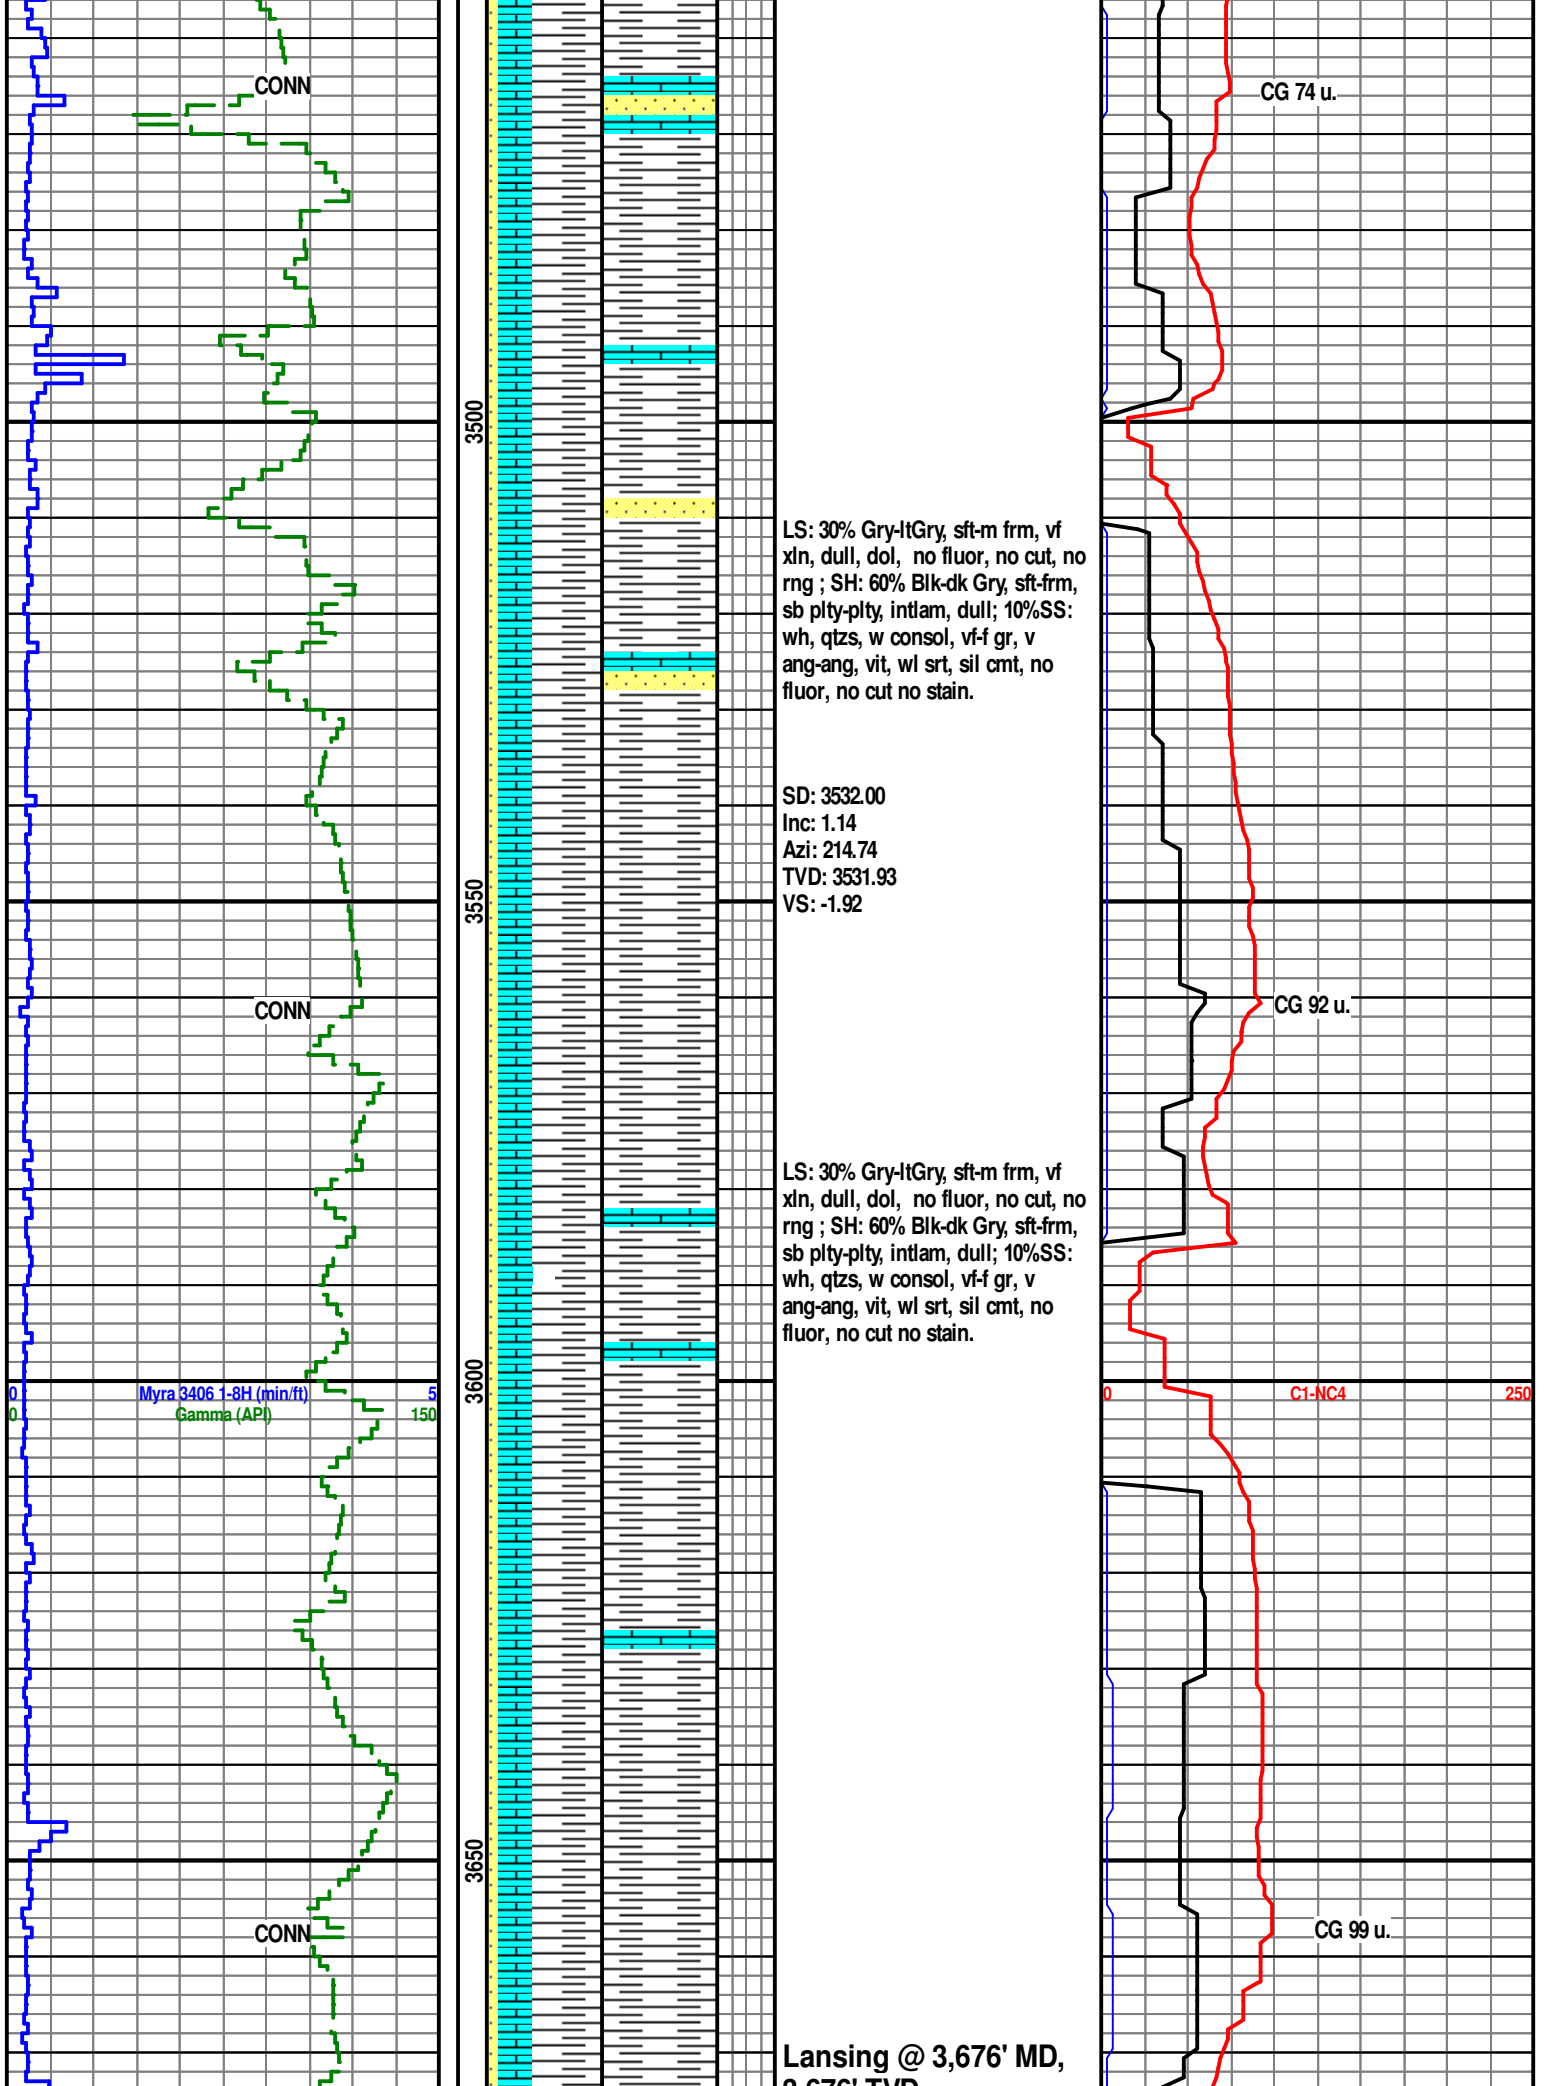 CONN
CG 74 u.
3500
LS: 30% Gry-ltGry, sft-m frm, vf
xln, dull, dol,  no fluor, no cut, no
rng ; SH: 60% Blk-dk Gry, sft-frm,
sb plty-plty, intlam, dull; 10%SS:
wh, qtzs, w consol, vf-f gr, v
ang-ang, vit, wl srt, sil cmt, no
fluor, no cut no stain.
SD: 3532.00
Inc: 1.14
Azi: 214.74
TVD: 3531.93
VS: -1.92
3550
CONN
CG 92 u.
LS: 30% Gry-ltGry, sft-m frm, vf
xln, dull, dol,  no fluor, no cut, no
rng ; SH: 60% Blk-dk Gry, sft-frm,
sb plty-plty, intlam, dull; 10%SS:
wh, qtzs, w consol, vf-f gr, v
ang-ang, vit, wl srt, sil cmt, no
fluor, no cut no stain.
3600
0 Myra 3406 1-8H (min/ft) 5
0 Gamma (API) 150
0 C1-NC4 250
3650
CONN
CG 99 u.
Lansing @ 3,676' MD,
3,676' TVD